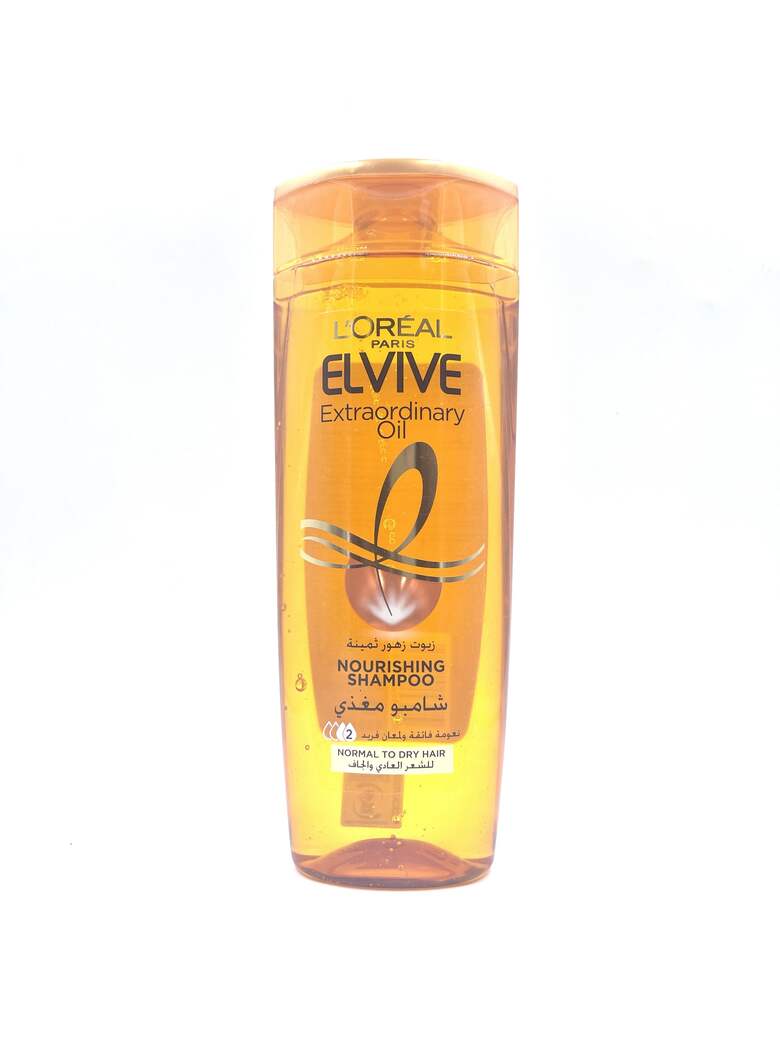 L'ORÉAL
PARIS
ELVIVE
Extraordinary
Oil
زيوت زهور ثمينة
NOURISHING
SHAMPOO
شامبو مغذي
نعومة فائقة ولمعان فريد
2
NORMAL TO DRY HAIR
للشعر العادي والجاف